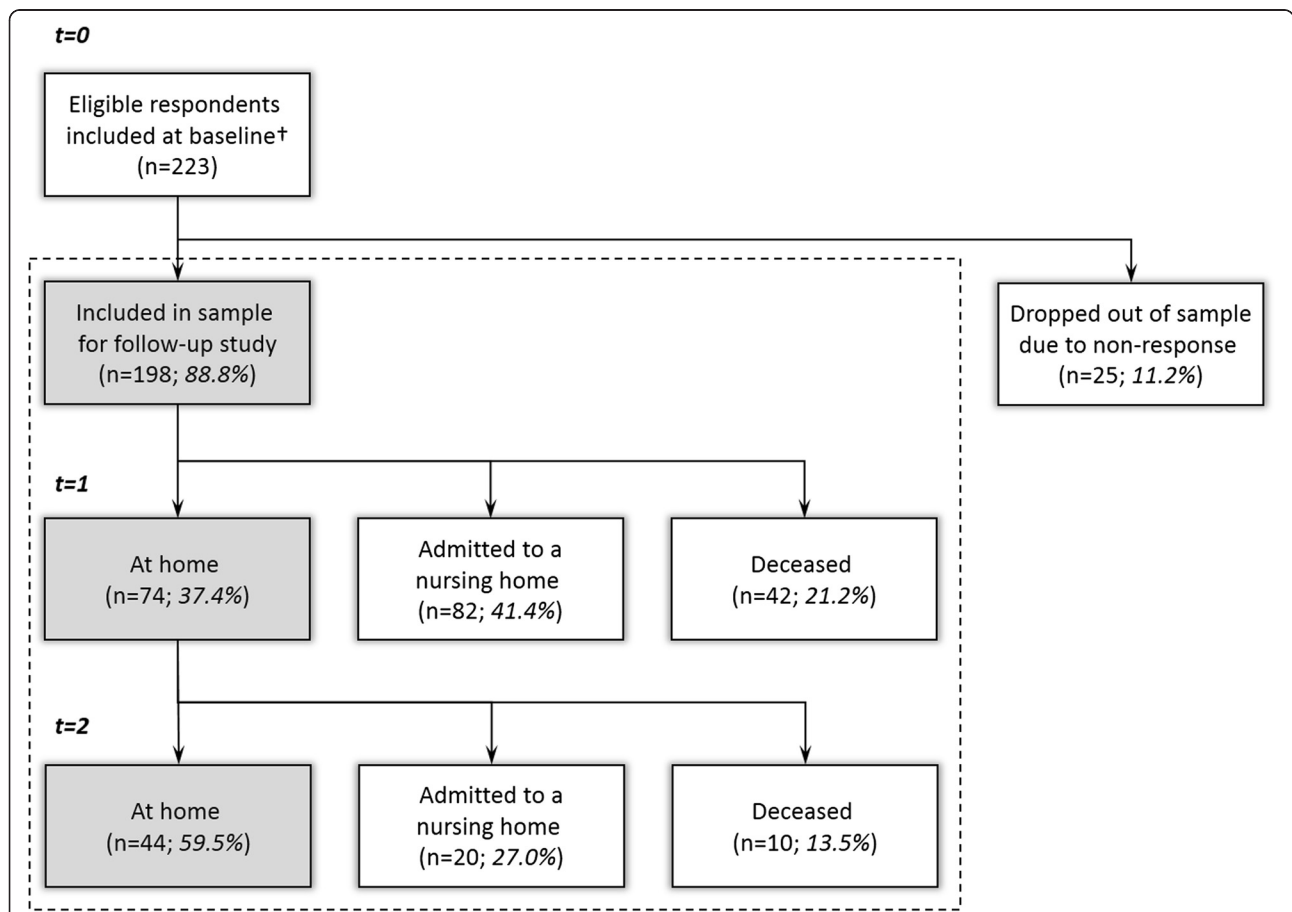 t=0
Eligible respondents
included at baseline†
(n=223)
Included in sample
for follow-up study
(n=198; 88.8%)
Dropped out of sample
due to non-response
(n=25; 11.2%)
t=1
At home
(n=74; 37.4%)
Admitted to a
nursing home
(n=82; 41.4%)
Deceased
(n=42; 21.2%)
t=2
At home
(n=44; 59.5%)
Admitted to a
nursing home
(n=20; 27.0%)
Deceased
(n=10; 13.5%)